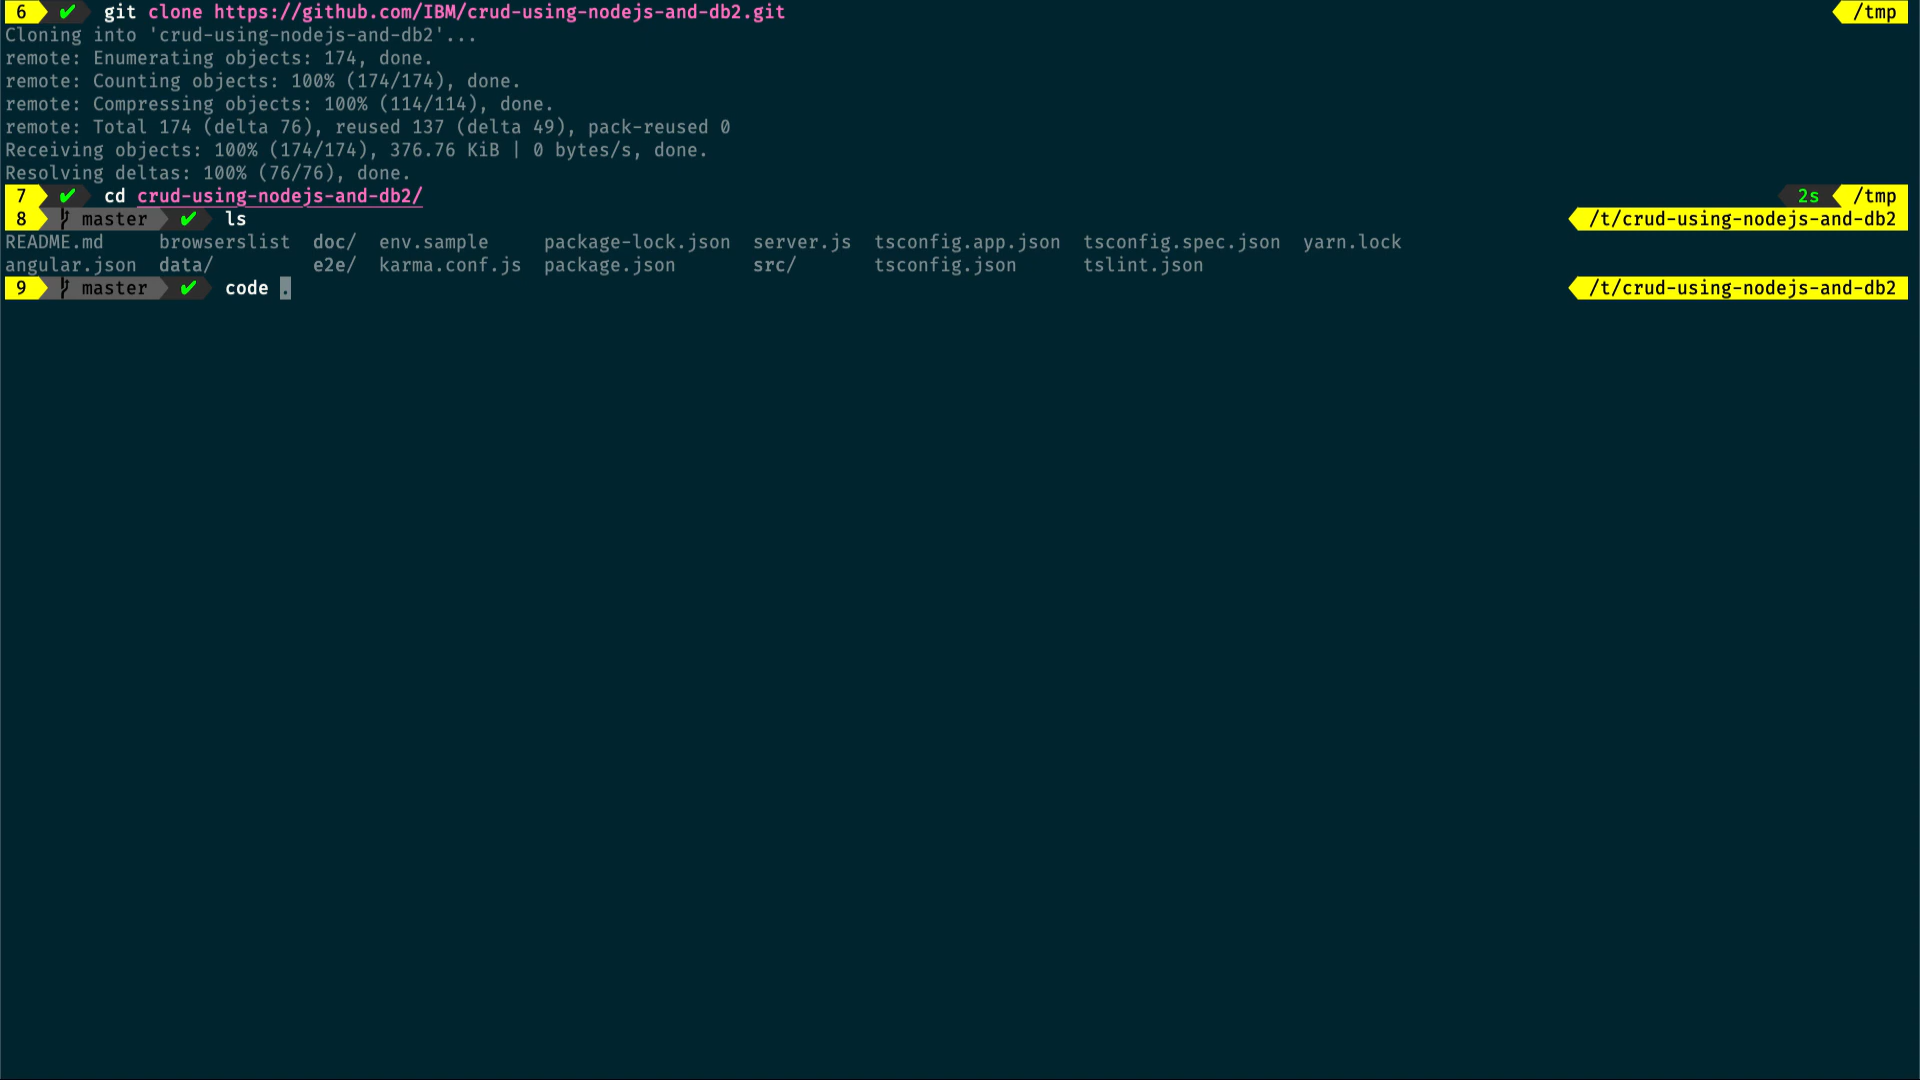 6 ✔ git clone https://github.com/IBM/crud-using-nodejs-and-db2.git /tmp
Cloning into 'crud-using-nodejs-and-db2'...
remote: Enumerating objects: 174, done.
remote: Counting objects: 100% (174/174), done.
remote: Compressing objects: 100% (114/114), done.
remote: Total 174 (delta 76), reused 137 (delta 49), pack-reused 0
Receiving objects: 100% (174/174), 376.76 KiB | 0 bytes/s, done.
Resolving deltas: 100% (76/76), done.
7 ✔ cd crud-using-nodejs-and-db2/ 2s /tmp
8 master ✔ ls /t/crud-using-nodejs-and-db2
README.md browserslist doc/ env.sample package-lock.json server.js tsconfig.app.json tsconfig.spec.json yarn.lock
angular.json data/ e2e/ karma.conf.js package.json src/ tsconfig.json tslint.json
9 master ✔ code . /t/crud-using-nodejs-and-db2